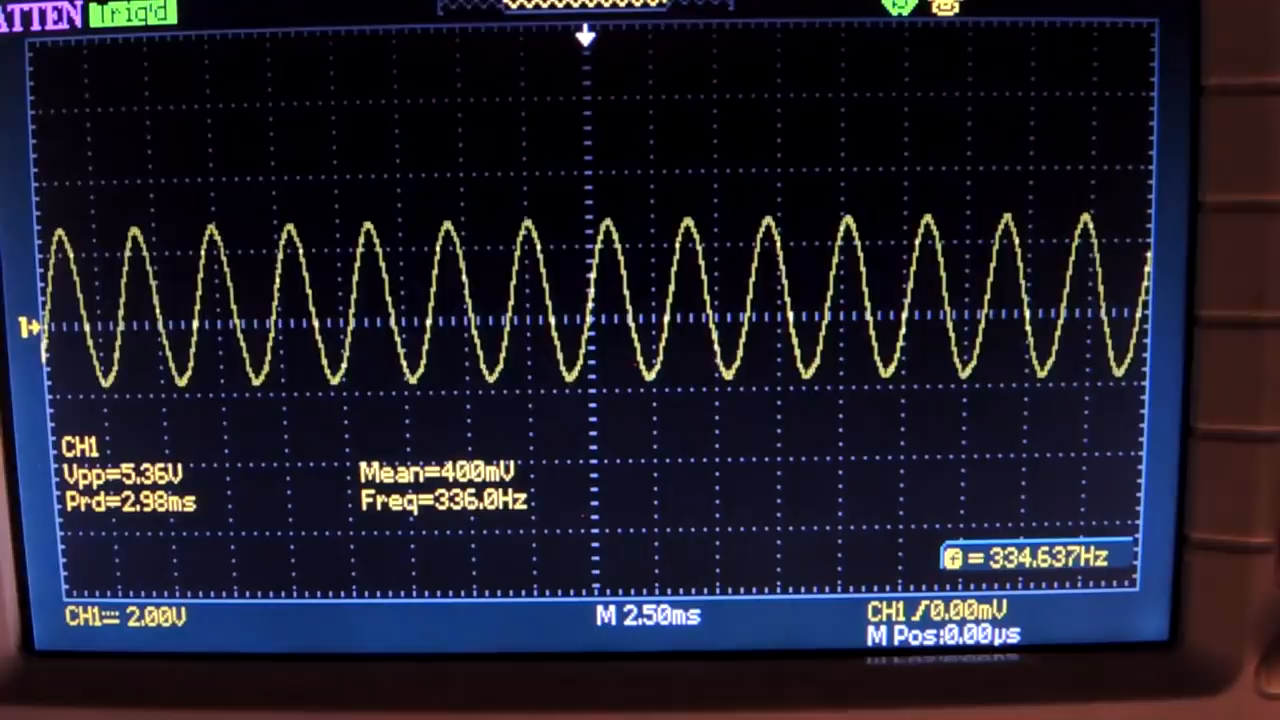 ATTEN Trig'd
1
CH1
Vpp=5.36V Mean=400mV
Prd=2.98ms Freq=336.0Hz
f = 334.637Hz
CH1 2.00V M 2.50ms CH1 0.00mV
M Pos:0.00µs